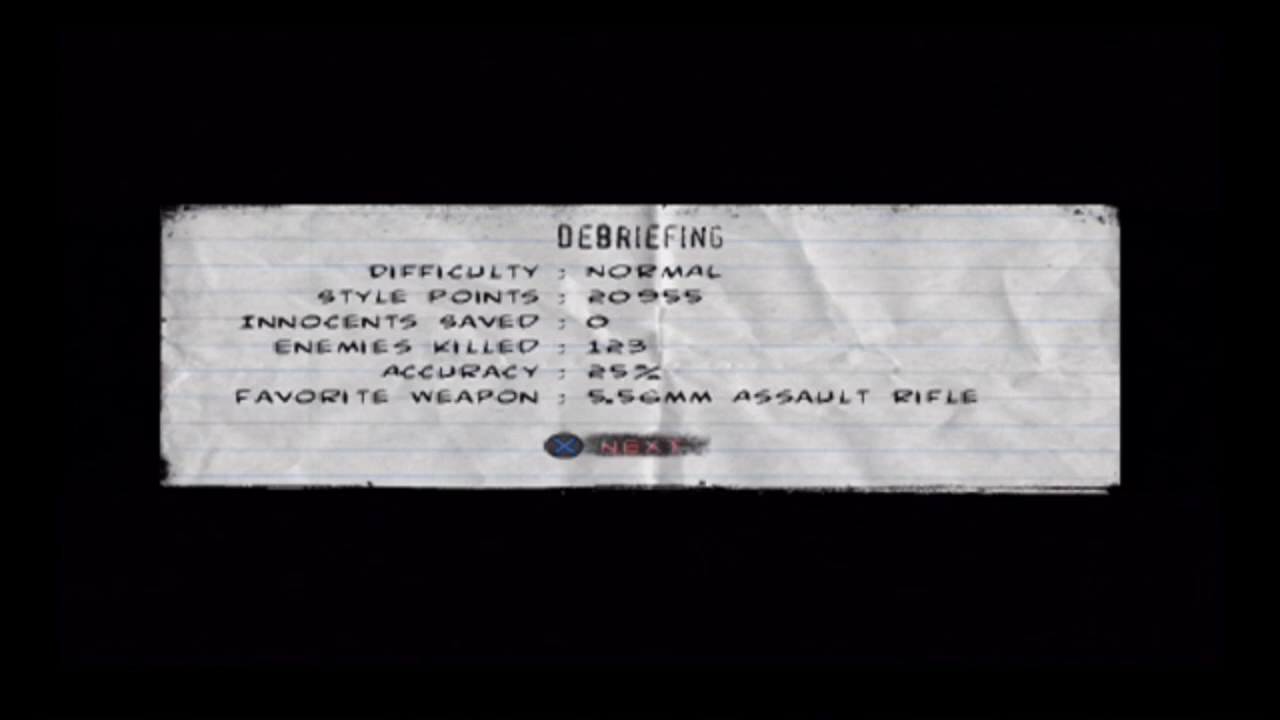 DEBRIEFING
DIFFICULTY : NORMAL
STYLE POINTS : 20955
INNOCENTS SAVED : 0
ENEMIES KILLED : 123
ACCURACY : 25%
FAVORITE WEAPON : 5.56MM ASSAULT RIFLE
NEXT